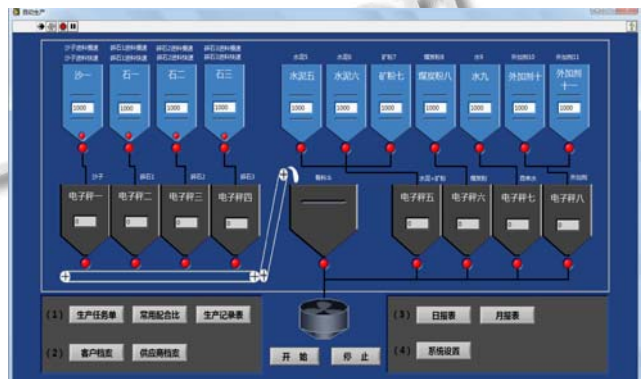 自动生产
沙子进料慢速 碎石1进料慢速 碎石2进料慢速 碎石3进料慢速
沙子进料快速 碎石1进料快速 碎石2进料快速 碎石3进料快速
水泥5 水泥6 矿粉7 煤炭粉8 水9 外加剂10 外加剂11
沙一 石一 石二 石三 水泥五 水泥六 矿粉七 煤炭粉八 水九 外加剂十 外加剂十一
1000 1000 1000 1000 1000 1000 1000 1000 1000 1000 1000
沙子 碎石1 碎石2 碎石3 水泥+矿粉 煤炭粉 外加剂
电子秤一 电子秤二 电子秤三 电子秤四 电子秤五 电子秤六 电子秤七 电子秤八
0 0 0 0 0 0 0 0
(1) 生产任务单 常用配合比 生产记录表 (3) 日报表 月报表
(2) 客户档案 供应商档案 开 始 停 止 (4) 系统设置